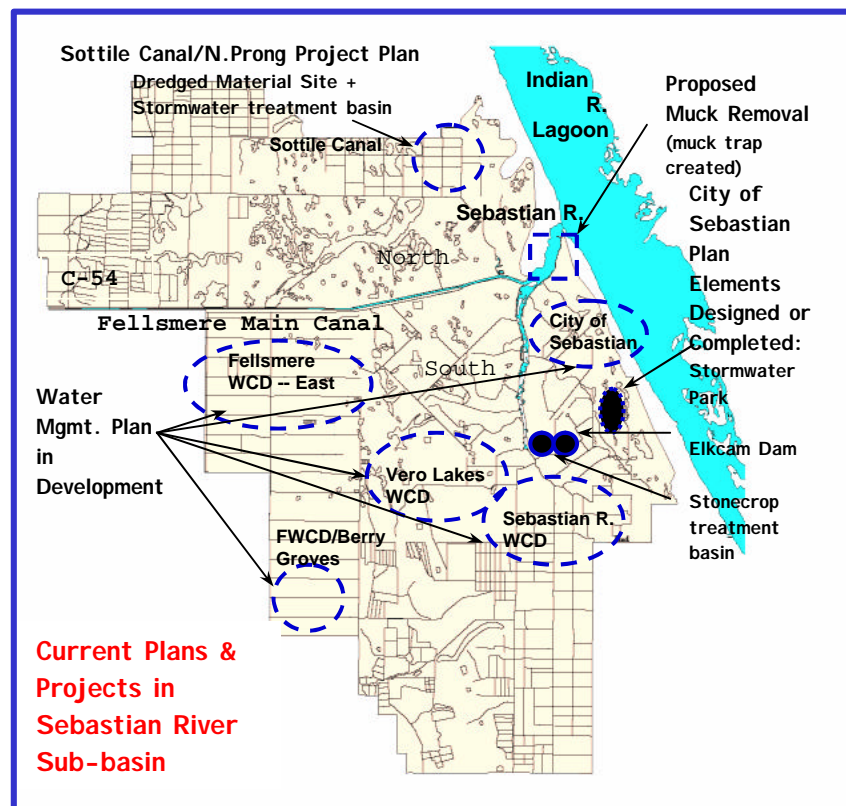 Sottile Canal/N.Prong Project Plan
Dredged Material Site +
Stormwater treatment basin
Sottile Canal
Indian
R.
Lagoon
Proposed
Muck Removal
(muck trap
created)
City of
Sebastian
Plan
Elements
Designed or
Completed:
Stormwater
Park
Elkcam Dam
Stonecrop
treatment
basin
Sebastian R.
North
C-54
Fellsmere Main Canal
City of
Sebastian
South
Fellsmere
WCD -- East
Water
Mgmt. Plan
in
Development
Vero Lakes
WCD
Sebastian R.
WCD
FWCD/Berry
Groves
Current Plans &
Projects in
Sebastian River
Sub-basin